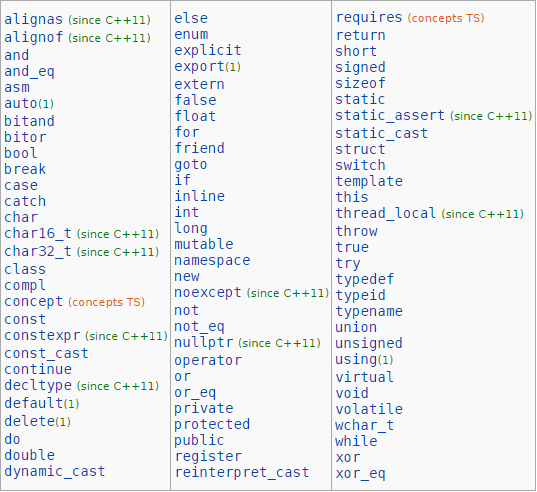 alignas (since C++11)
alignof (since C++11)
and
and_eq
asm
auto(1)
bitand
bitor
bool
break
case
catch
char
char16_t (since C++11)
char32_t (since C++11)
class
compl
concept (concepts TS)
const
constexpr (since C++11)
const_cast
continue
decltype (since C++11)
default(1)
delete(1)
do
double
dynamic_cast
else
enum
explicit
export(1)
extern
false
float
for
friend
goto
if
inline
int
long
mutable
namespace
new
noexcept (since C++11)
not
not_eq
nullptr (since C++11)
operator
or
or_eq
private
protected
public
register
reinterpret_cast
requires (concepts TS)
return
short
signed
sizeof
static
static_assert (since C++11)
static_cast
struct
switch
template
this
thread_local (since C++11)
throw
true
try
typedef
typeid
typename
union
unsigned
using(1)
virtual
void
volatile
wchar_t
while
xor
xor_eq